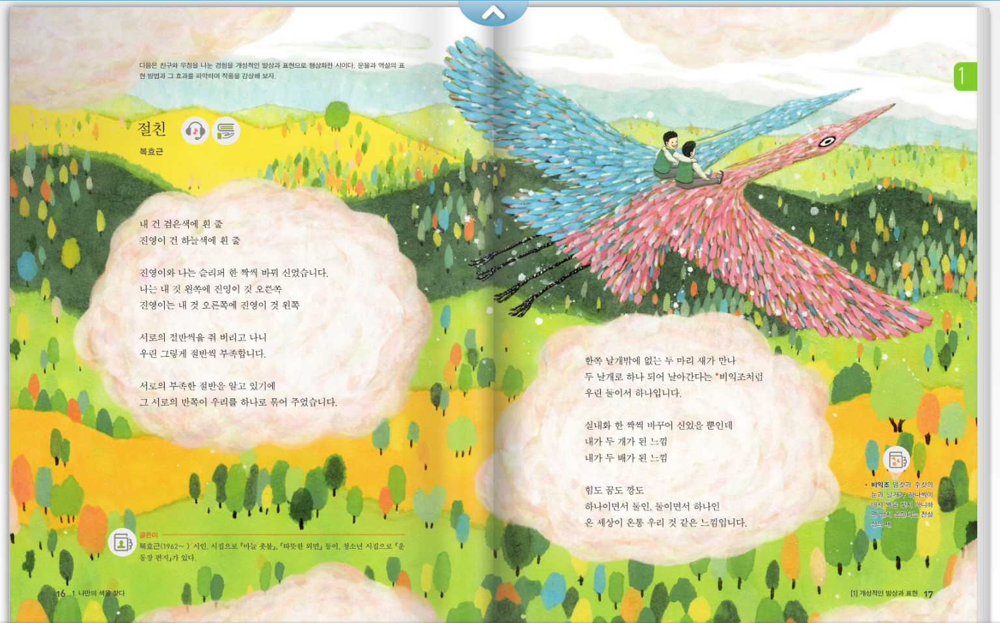 다음은 친구와 우정을 나눈 경험을 개성적인 발상과 표현으로 형상화한 시이다. 운율과 역설의 표
현 방법과 그 효과를 파악하며 작품을 감상해 보자.
절친
복효근
내 건 검은색에 흰 줄
진영이 건 하늘색에 흰 줄
진영이와 나는 슬리퍼 한 짝씩 바꿔 신었습니다.
나는 내 것 왼쪽에 진영이 것 오른쪽
진영이는 내 것 오른쪽에 진영이 것 왼쪽
서로의 절반씩을 줘 버리고 나니
우린 그렇게 절반씩 부족합니다.
서로의 부족한 절반을 알고 있기에
그 서로의 반쪽이 우리를 하나로 묶어 주었습니다.
글쓴이
복효근(1962~ ) 시인. 시집으로 『마늘 촛불』, 『따뜻한 외면』 등이, 청소년 시집으로 『운
동장 편지』가 있다.
16 1. 나만의 색을 찾다
1
한쪽 날개밖에 없는 두 마리 새가 만나
두 날개로 하나 되어 날아간다는 •비익조처럼
우린 둘이서 하나입니다.
실내화 한 짝씩 바꾸어 신었을 뿐인데
내가 두 개가 된 느낌
내가 두 배가 된 느낌
힘도 꿈도 깡도
하나이면서 둘인, 둘이면서 하나인
온 세상이 온통 우리 것 같은 느낌입니다.
• 비익조 암컷과 수컷의
눈과 날개가 하나씩이
어서 짝을 짓지 아니하
면 날지 못한다는 전설
상의 새.
[1] 개성적인 발상과 표현 17